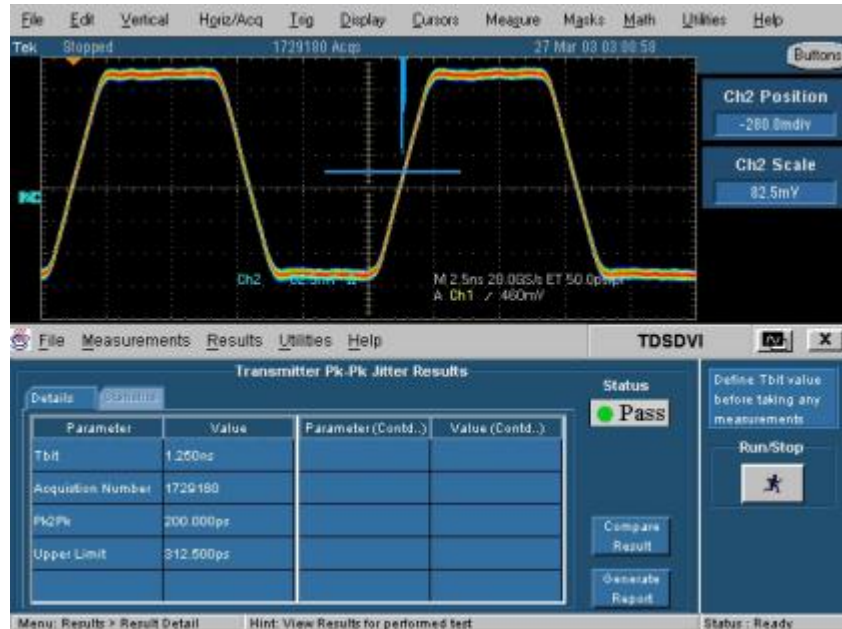 File Edit Vertical Horiz/Acq Trig Display Cursors Measure Masks Math Utilities Help
Tek Stopped 1729180 Acqs 27 Mar 03 03:00:58
Buttons
Ch2 Position
-280.0mdiv
Ch2 Scale
82.5mV
Ch2
M 2.5ns 20.0GS/s ET 50.0ps/pt
A Ch1 / 460mV
File Measurements Results Utilities Help TDSDVI X
Transmitter Pk-Pk Jitter Results
Details
Status
Pass
Define Tbit value
before taking any
measurements
Run/Stop
Parameter Value Parameter(Contd..) Value (Contd..)
Tbit 1.250ns
Acquistion Number 1729180
Pk2Pk 200.000ps
Upper Limit 312.500ps
Compare
Result
Generate
Report
Menu: Results > Result Detail Hint: View Results for performed test Status : Ready